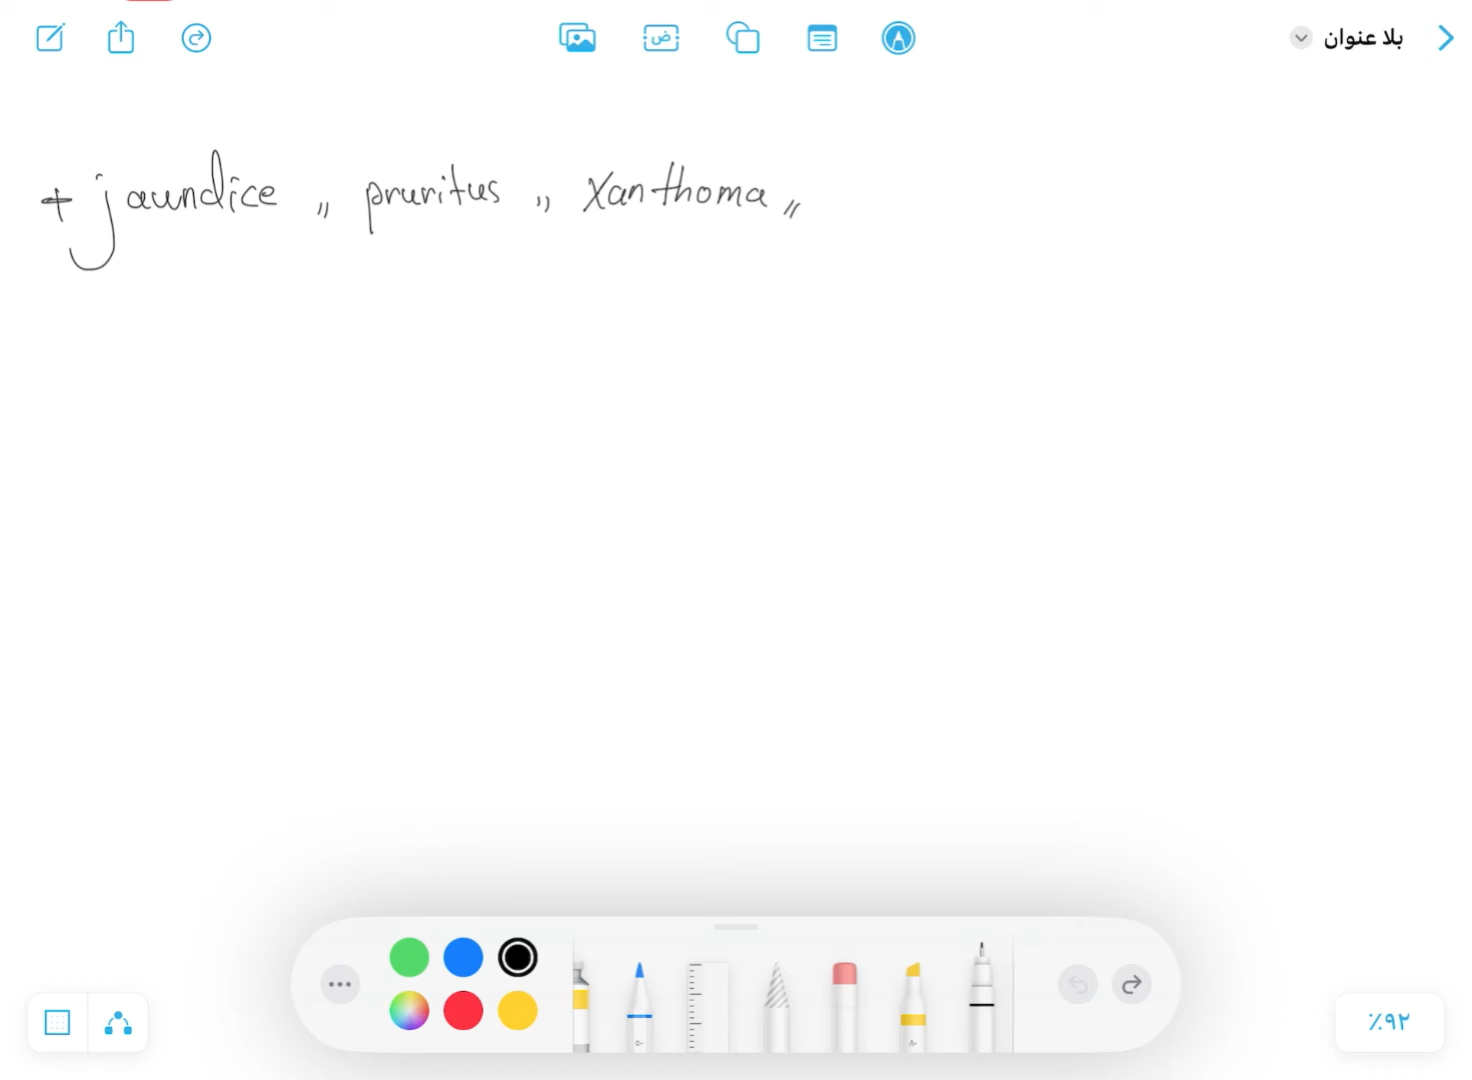 بلا عنوان
+ jaundice ,, pruritus ,, Xanthoma ,,
٪٩٢